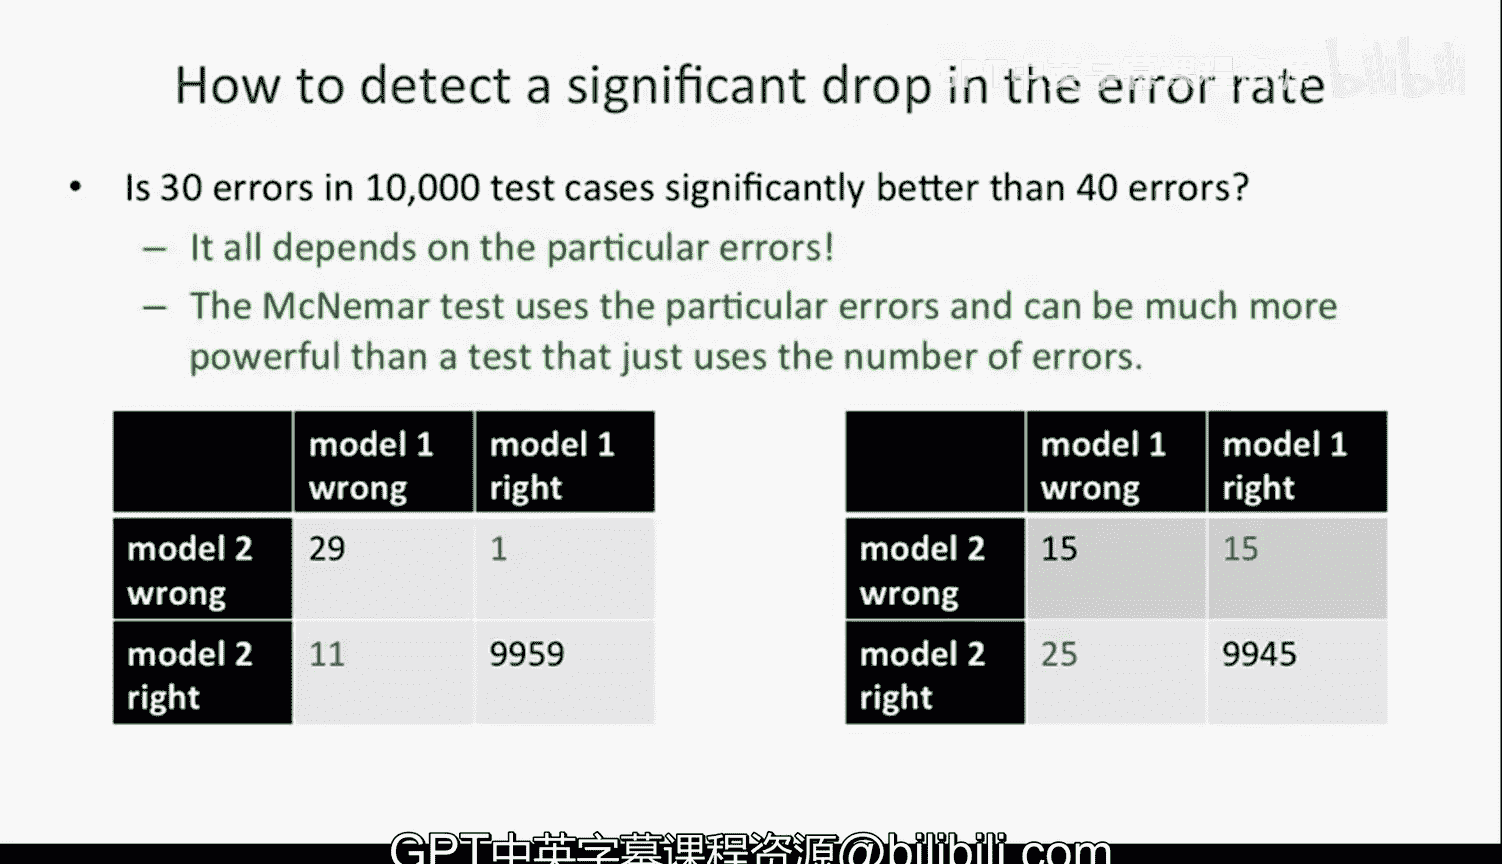 How to detect a significant drop in the error rate
bilibili
• Is 30 errors in 10,000 test cases significantly better than 40 errors?
– It all depends on the particular errors!
– The McNemar test uses the particular errors and can be much more
powerful than a test that just uses the number of errors.
model 1 wrong
model 1 right
model 2 wrong
29
1
model 2 right
11
9959
model 1 wrong
model 1 right
model 2 wrong
15
15
model 2 right
25
9945
GPT中英字幕课程资源@bilibili.com